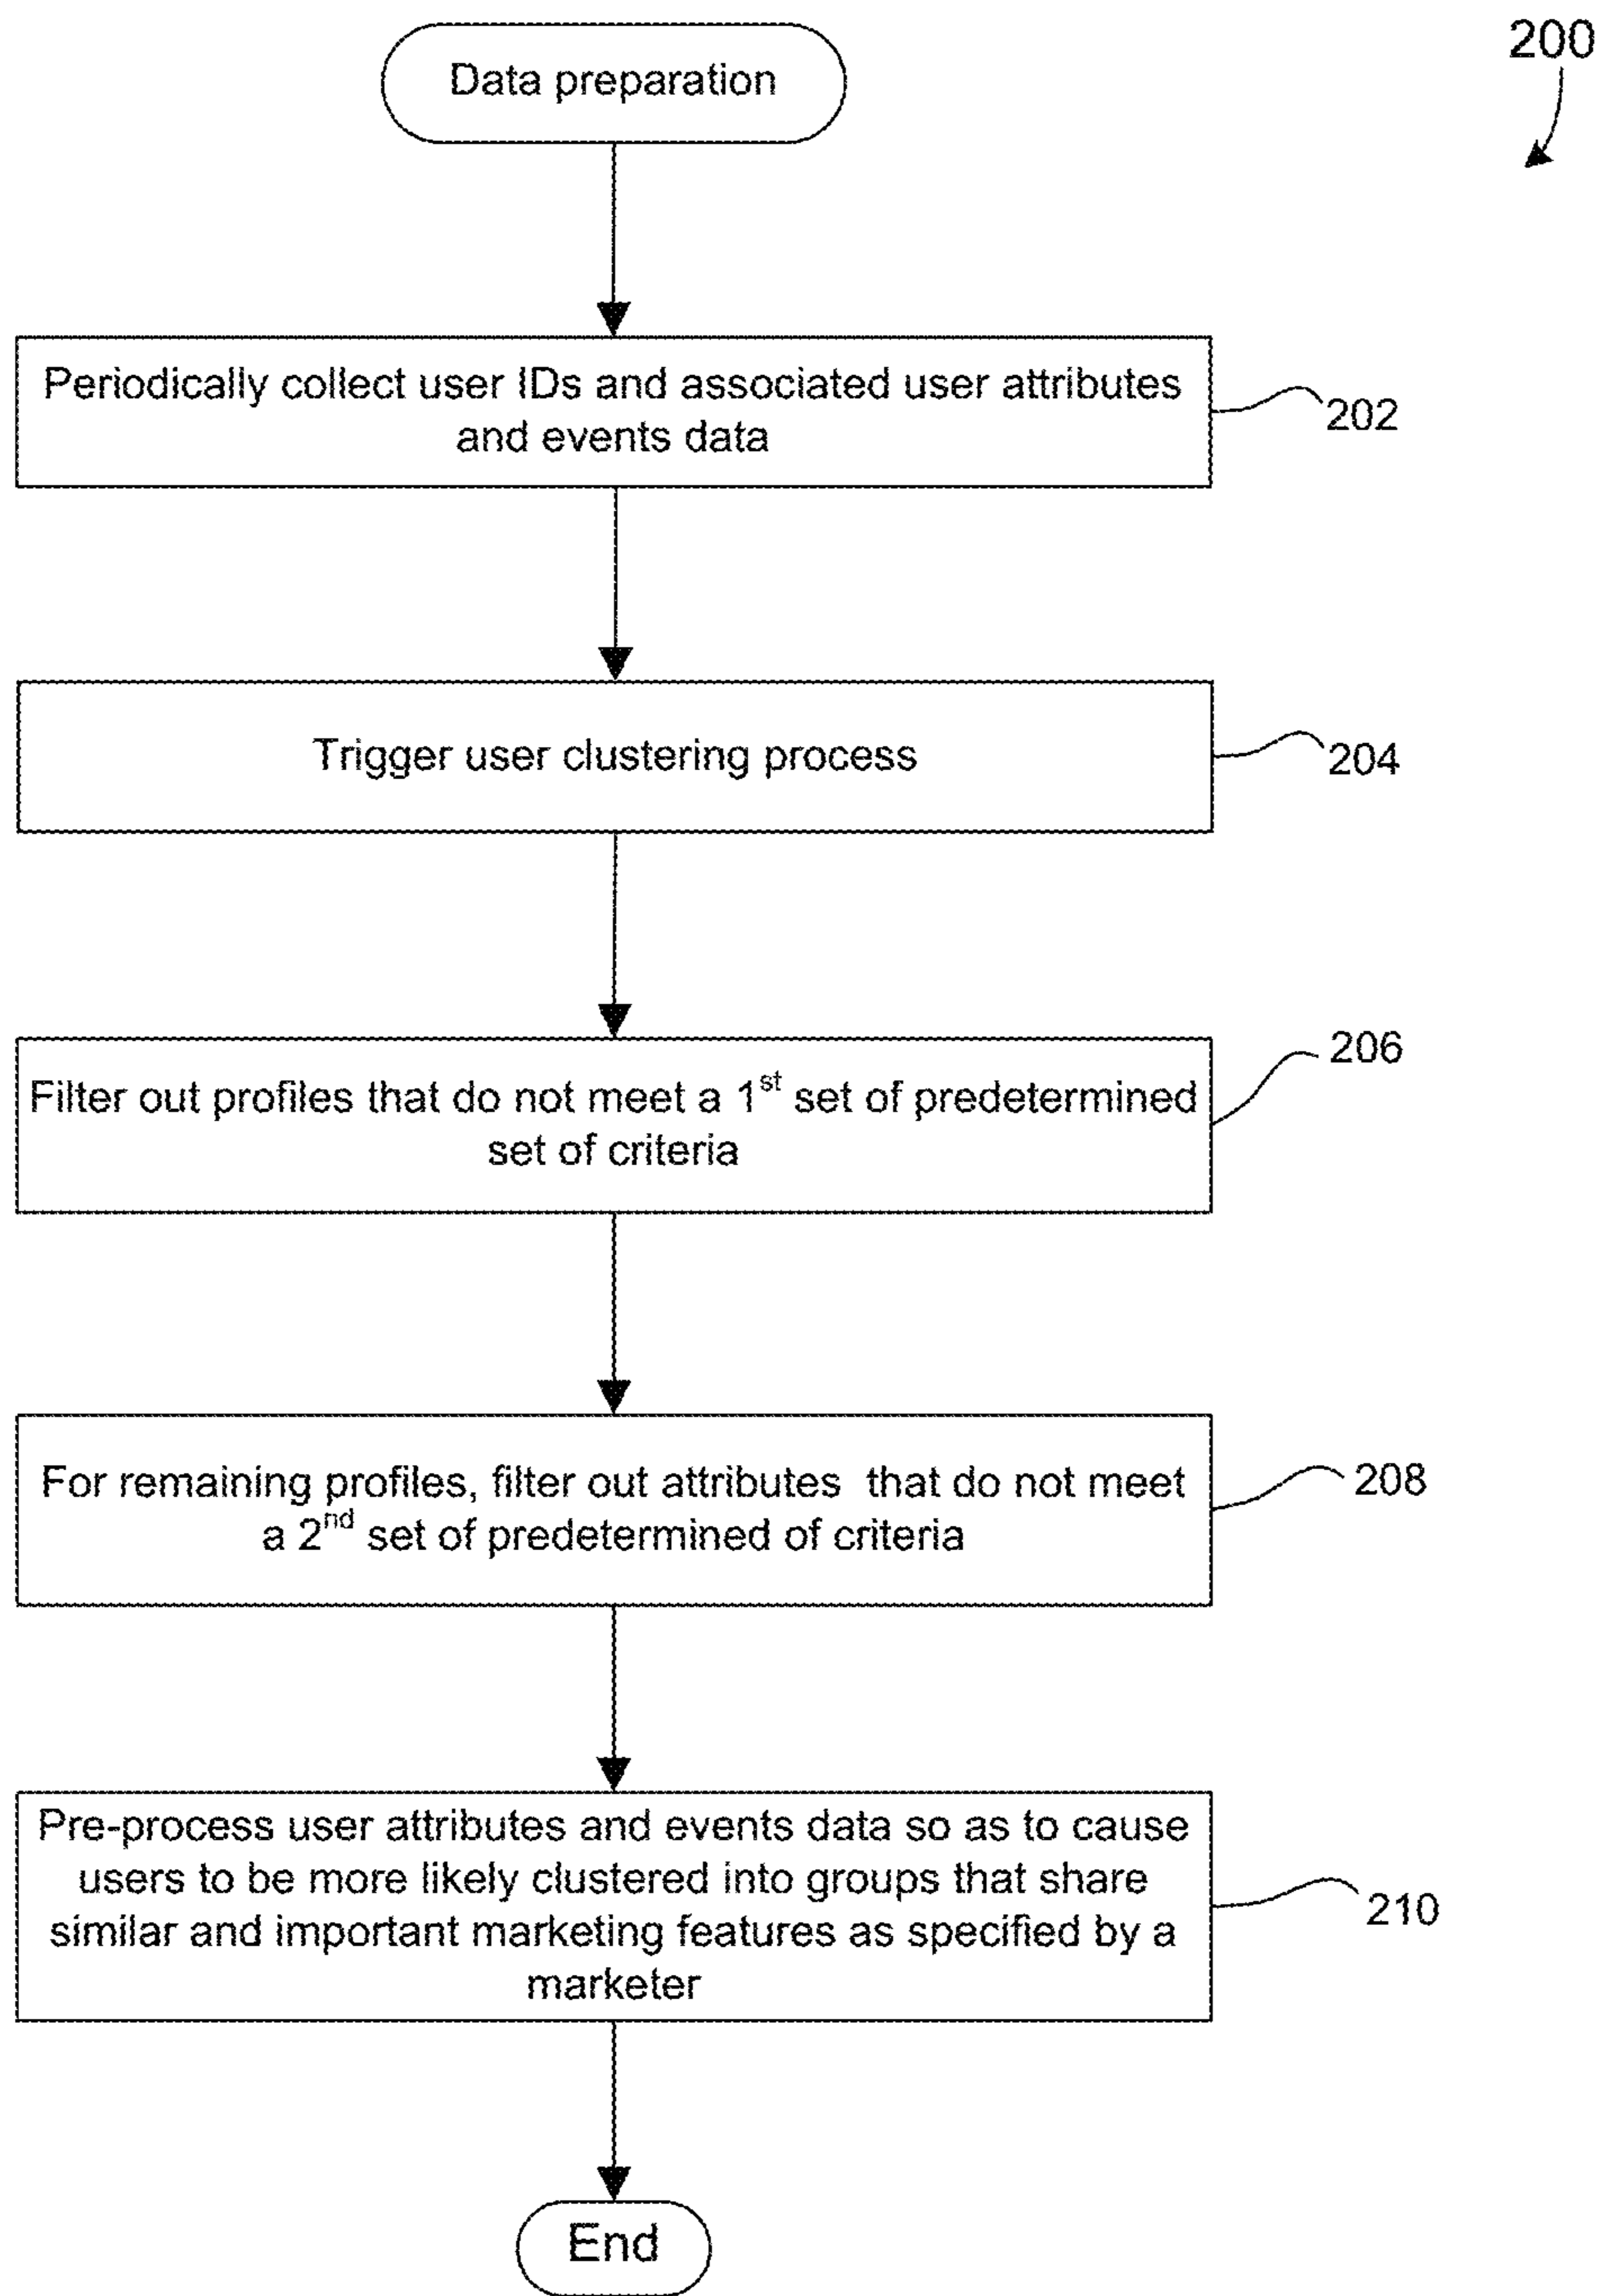 200
Data preparation
Periodically collect user IDs and associated user attributes
and events data
202
Trigger user clustering process
204
Filter out profiles that do not meet a 1st set of predetermined
set of criteria
206
For remaining profiles, filter out attributes that do not meet
a 2nd set of predetermined of criteria
208
Pre-process user attributes and events data so as to cause
users to be more likely clustered into groups that share
similar and important marketing features as specified by a
marketer
210
End